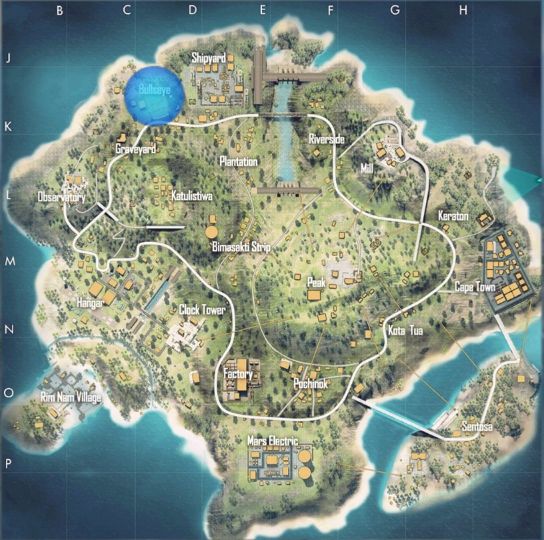 B C D E F G H
J
Shipyard
Bullseye
K
Riverside
Graveyard
Plantation
Mill
L
Observatory
Katulistiwa
Keraton
Bimasakti Strip
M
Peak
Cape Town
Hangar
Clock Tower
N
Kota Tua
Factory
Pochinok
O
Rim Nam Village
Sentosa
Mars Electric
P